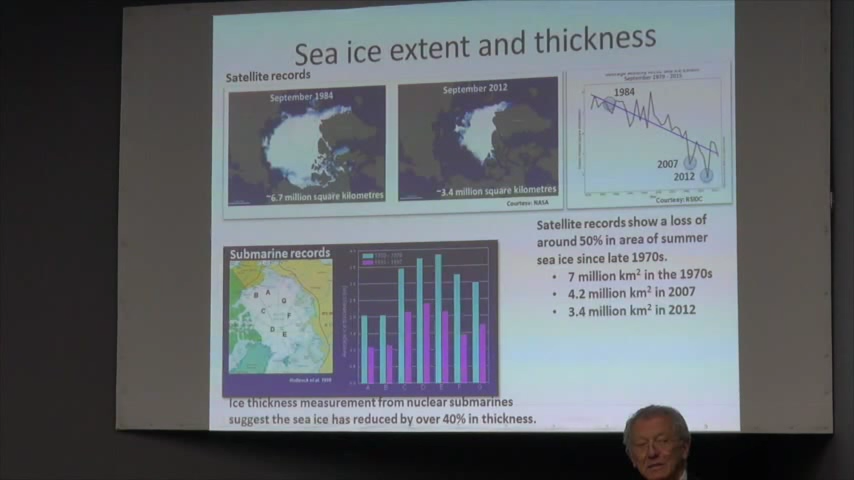 Sea ice extent and thickness
Satellite records
September 1984
~6.7 million square kilometres
September 2012
~3.4 million square kilometres
Courtesy: NASA
1984
2007
2012
Courtesy: NSIDC
Satellite records show a loss of
around 50% in area of summer
sea ice since late 1970s.
• 7 million km² in the 1970s
• 4.2 million km² in 2007
• 3.4 million km² in 2012
Submarine records
B A
G
C F
D E
A B C D E F G
Ice thickness measurement from nuclear submarines
suggest the sea ice has reduced by over 40% in thickness.